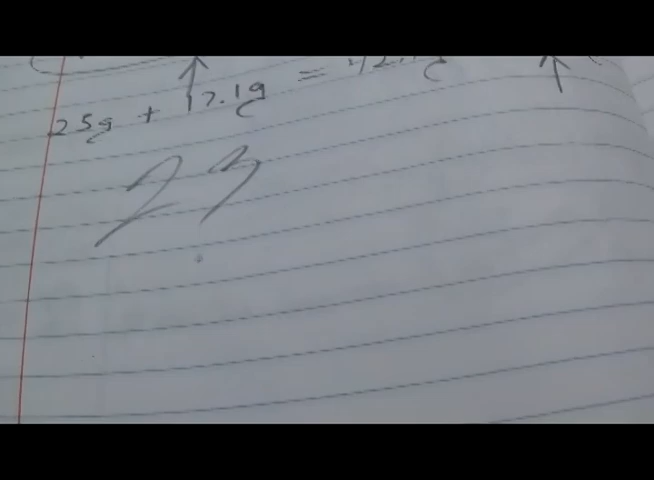 25g + 17.1g =
23